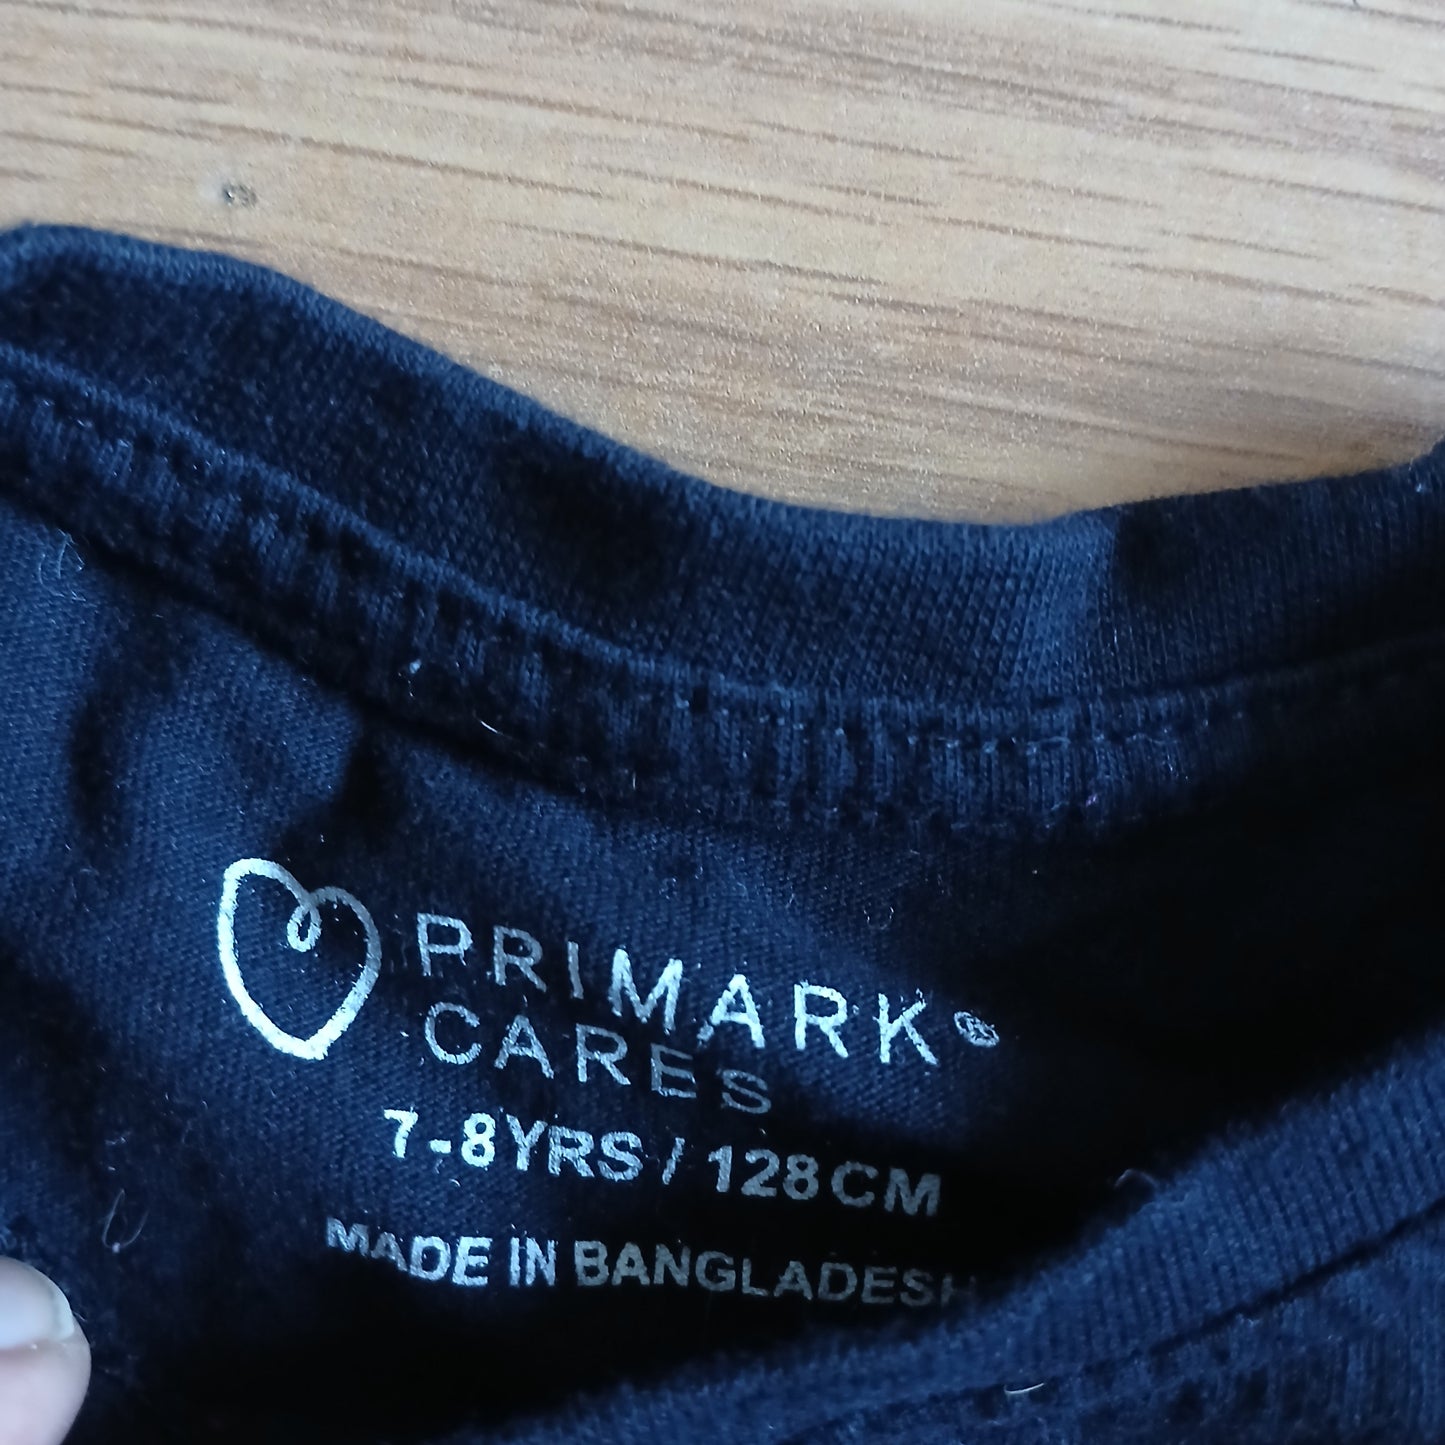 PRIMARK®
CARES
7-8YRS / 128CM
MADE IN BANGLADESH